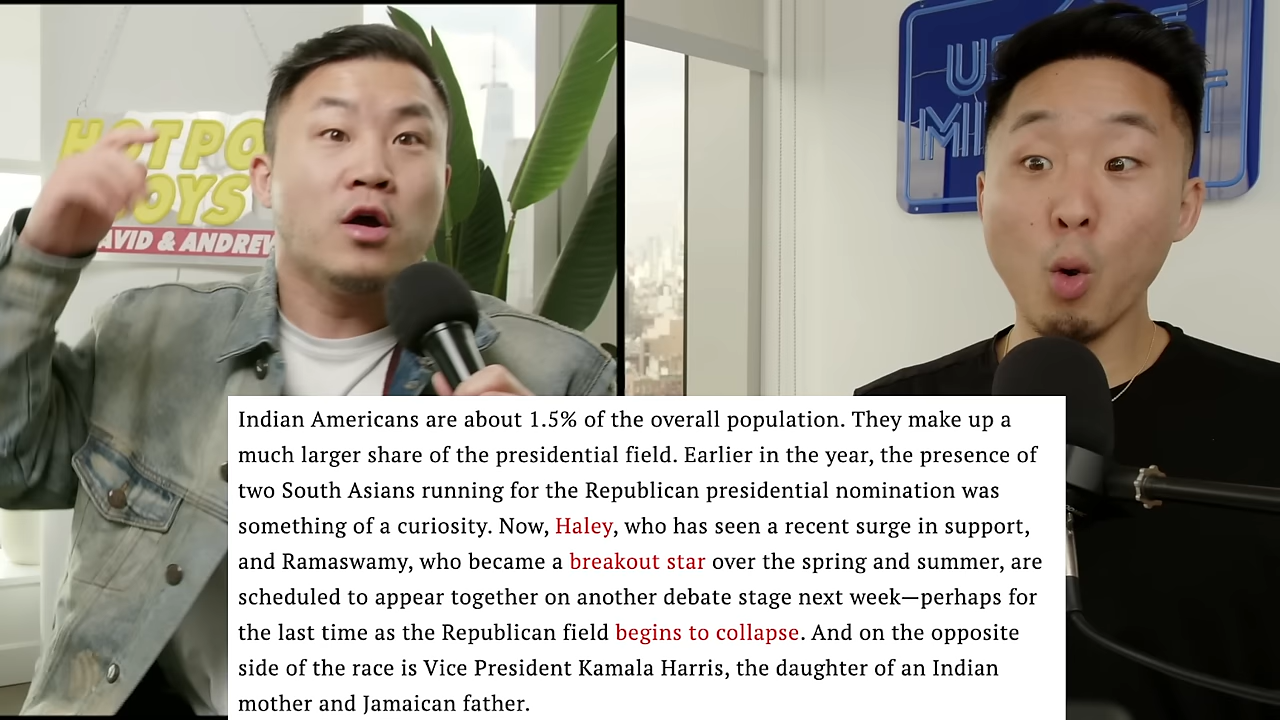 HOTPO
BOYS
DAVID & ANDREW
Indian Americans are about 1.5% of the overall population. They make up a
much larger share of the presidential field. Earlier in the year, the presence of
two South Asians running for the Republican presidential nomination was
something of a curiosity. Now, Haley, who has seen a recent surge in support,
and Ramaswamy, who became a breakout star over the spring and summer, are
scheduled to appear together on another debate stage next week—perhaps for
the last time as the Republican field begins to collapse. And on the opposite
side of the race is Vice President Kamala Harris, the daughter of an Indian
mother and Jamaican father.